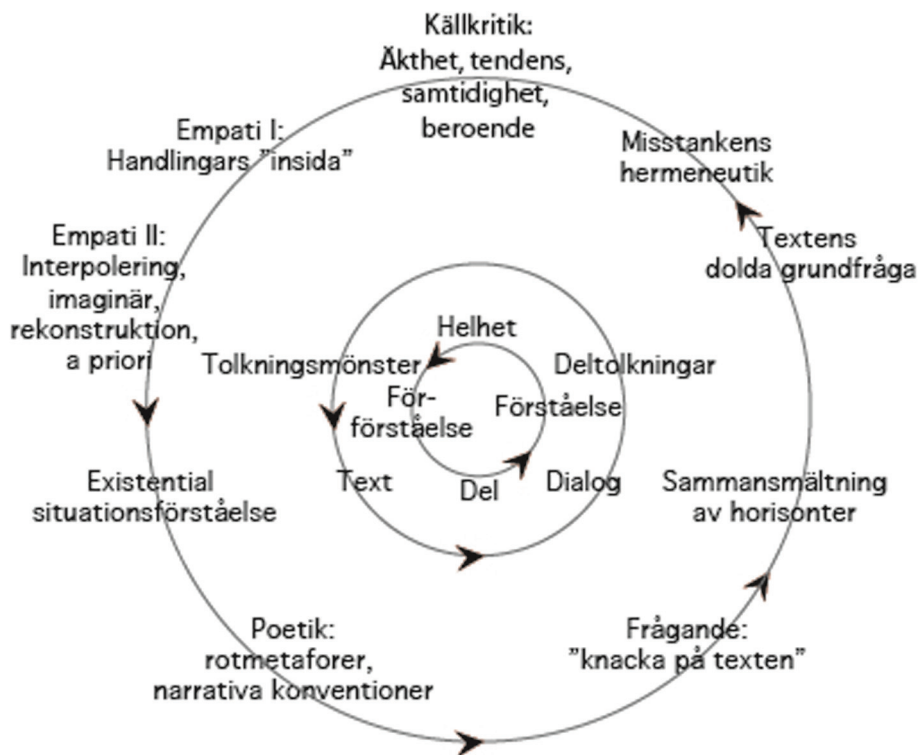 Källkritik:
Äkthet, tendens,
samtidighet,
beroende
Empati I:
Handlingars ”insida”
Misstankens
hermeneutik
Empati II:
Interpolering,
imaginär,
rekonstruktion,
a priori
Textens
dolda grundfråga
Helhet
Tolkningsmönster
Deltolkningar
För-
förståelse
Förståelse
Text
Del
Dialog
Existential
situationsförståelse
Sammansmältning
av horisonter
Poetik:
rotmetaforer,
narrativa konventioner
Frågande:
”knacka på texten”